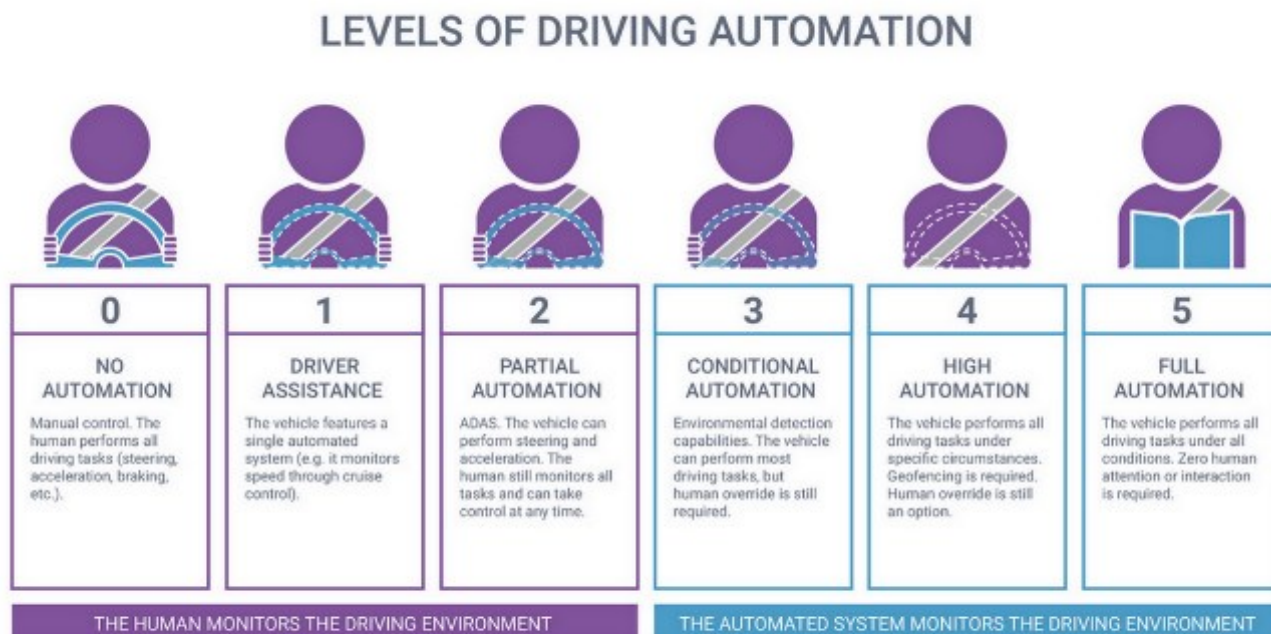 LEVELS OF DRIVING AUTOMATION
0
NO
AUTOMATION
Manual control. The
human performs all
driving tasks (steering,
acceleration, braking,
etc.).
1
DRIVER
ASSISTANCE
The vehicle features a
single automated
system (e.g. it monitors
speed through cruise
control).
2
PARTIAL
AUTOMATION
ADAS. The vehicle can
perform steering and
acceleration. The
human still monitors all
tasks and can take
control at any time.
3
CONDITIONAL
AUTOMATION
Environmental detection
capabilities. The vehicle
can perform most
driving tasks, but
human override is still
required.
4
HIGH
AUTOMATION
The vehicle performs all
driving tasks under
specific circumstances.
Geofencing is required.
Human override is still
an option.
5
FULL
AUTOMATION
The vehicle performs all
driving tasks under all
conditions. Zero human
attention or interaction
is required.
THE HUMAN MONITORS THE DRIVING ENVIRONMENT
THE AUTOMATED SYSTEM MONITORS THE DRIVING ENVIRONMENT